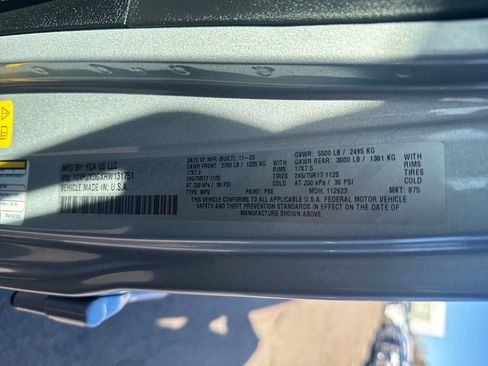 MFD BY: FCA US LLC
VEHICLE MADE IN: U.S.A.
DATE OF MFR (BUILT): 11-23
GAWR FRONT: 2700 LB / 1225 KG WITH
17X7.5 RIMS
245/75R17 112S TIRES
AT 250 kPa / 36 PSI
GVWR: 5500 LB / 2495 KG
GAWR REAR: 3000 LB / 1361 KG WITH
17X7.5 RIMS
245/75R17 112S TIRES
AT 250 kPa / 36 PSI
TYPE: MPV PAINT: PSE MDH: 112923 MKT: 875
THIS VEHICLE CONFORMS TO ALL APPLICABLE U.S.A. FEDERAL MOTOR VEHICLE
SAFETY AND THEFT PREVENTION STANDARDS IN EFFECT ON THE DATE OF
MANUFACTURE SHOWN ABOVE.